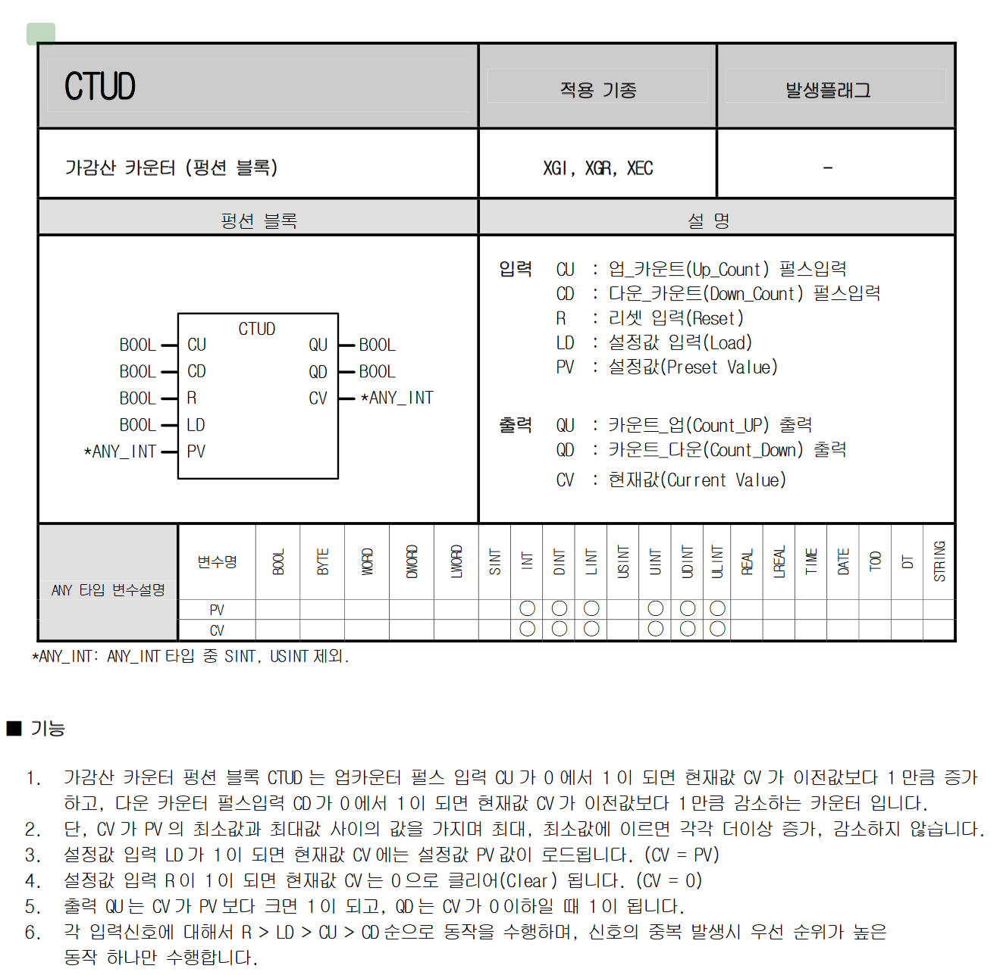 CTUD
적용 기종
발생플래그
가감산 카운터 (펑션 블록)
XGI, XGR, XEC
-
펑션 블록
설 명
CTUD
BOOL CU QU BOOL
BOOL CD QD BOOL
BOOL R CV *ANY_INT
BOOL LD
*ANY_INT PV
입력 CU : 업_카운트(Up_Count) 펄스입력
CD : 다운_카운트(Down_Count) 펄스입력
R : 리셋 입력(Reset)
LD : 설정값 입력(Load)
PV : 설정값(Preset Value)
출력 QU : 카운트_업(Count_UP) 출력
QD : 카운트_다운(Count_Down) 출력
CV : 현재값(Current Value)
ANY 타입 변수설명
변수명 BOOL BYTE WORD DWORD LWORD SINT INT DINT LINT USINT UINT UDINT ULINT REAL LREAL TIME DATE TOD DT STRING
PV ○ ○ ○ ○ ○ ○
CV ○ ○ ○ ○ ○ ○
*ANY_INT: ANY_INT 타입 중 SINT, USINT 제외.
■ 기능
1. 가감산 카운터 펑션 블록 CTUD 는 업카운터 펄스 입력 CU 가 0 에서 1 이 되면 현재값 CV 가 이전값보다 1 만큼 증가
하고, 다운 카운터 펄스입력 CD 가 0 에서 1 이 되면 현재값 CV 가 이전값보다 1 만큼 감소하는 카운터 입니다.
2. 단, CV 가 PV 의 최소값과 최대값 사이의 값을 가지며 최대, 최소값에 이르면 각각 더이상 증가, 감소하지 않습니다.
3. 설정값 입력 LD 가 1 이 되면 현재값 CV 에는 설정값 PV 값이 로드됩니다. (CV = PV)
4. 설정값 입력 R 이 1 이 되면 현재값 CV 는 0 으로 클리어(Clear) 됩니다. (CV = 0)
5. 출력 QU 는 CV 가 PV 보다 크면 1 이 되고, QD 는 CV 가 0 이하일 때 1 이 됩니다.
6. 각 입력신호에 대해서 R > LD > CU > CD 순으로 동작을 수행하며, 신호의 중복 발생시 우선 순위가 높은
동작 하나만 수행합니다.